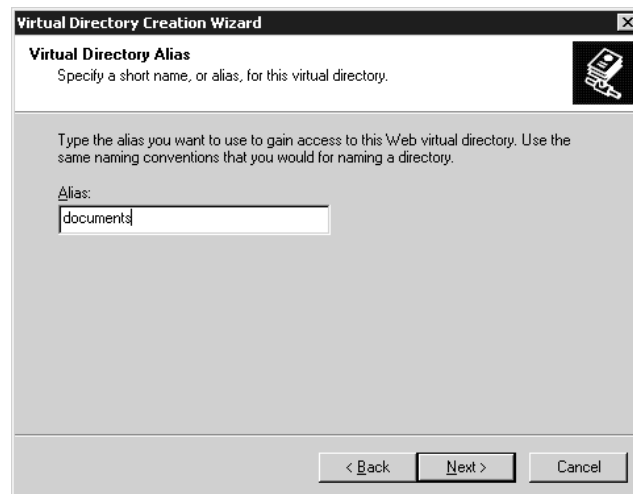 Virtual Directory Creation Wizard
Virtual Directory Alias
Specify a short name, or alias, for this virtual directory.
Type the alias you want to use to gain access to this Web virtual directory. Use the
same naming conventions that you would for naming a directory.
Alias:
documents
< Back Next > Cancel